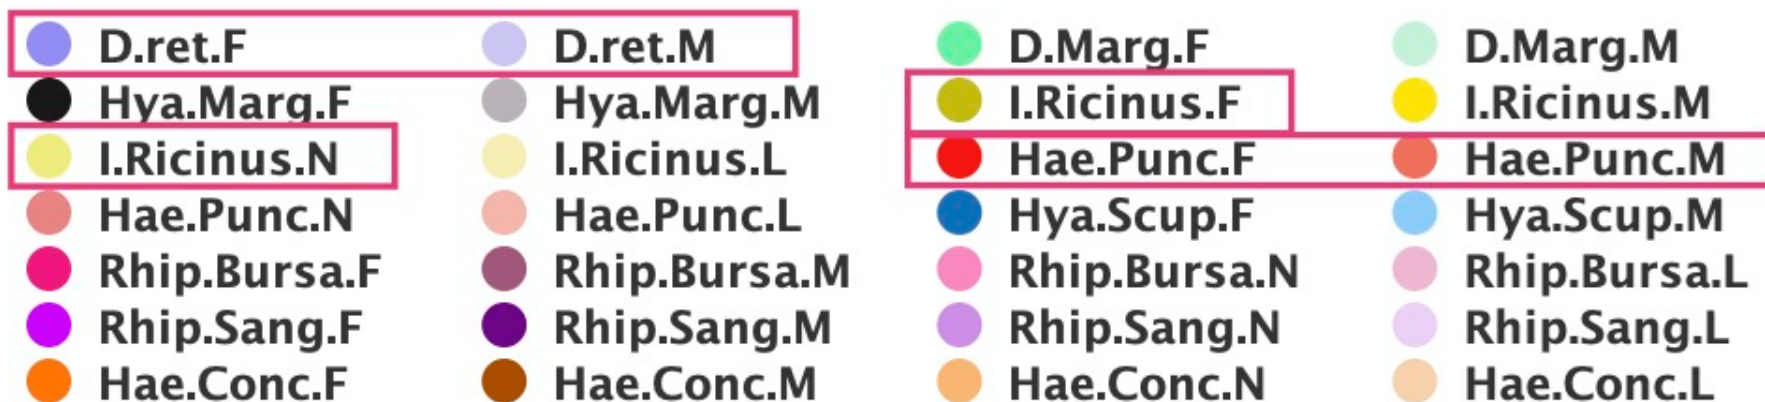 D.ret.F D.ret.M D.Marg.F D.Marg.M
Hya.Marg.F Hya.Marg.M I.Ricinus.F I.Ricinus.M
I.Ricinus.N I.Ricinus.L Hae.Punc.F Hae.Punc.M
Hae.Punc.N Hae.Punc.L Hya.Scup.F Hya.Scup.M
Rhip.Bursa.F Rhip.Bursa.M Rhip.Bursa.N Rhip.Bursa.L
Rhip.Sang.F Rhip.Sang.M Rhip.Sang.N Rhip.Sang.L
Hae.Conc.F Hae.Conc.M Hae.Conc.N Hae.Conc.L